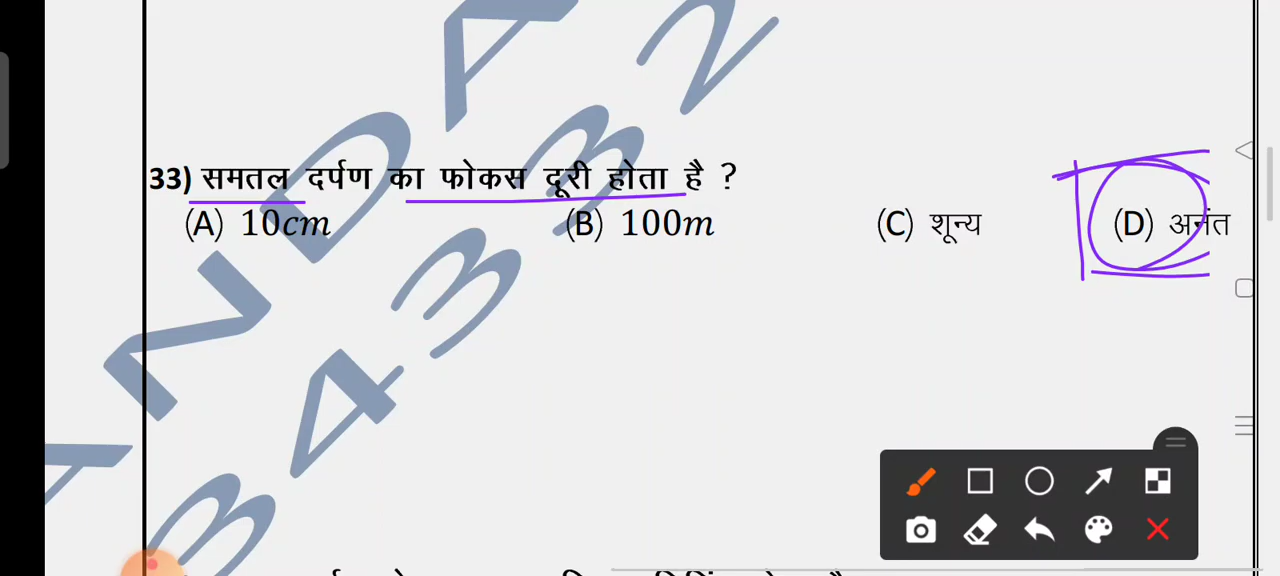 33) समतल दर्पण का फोकस दूरी होता है ?
(A) 10cm (B) 100m (C) शून्य (D) अनंत